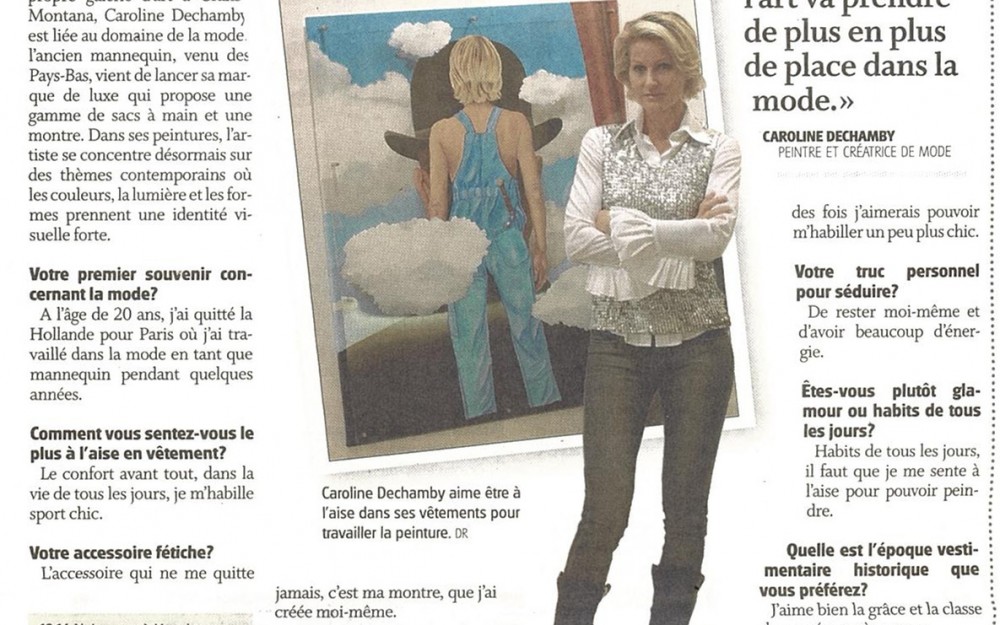 Montana, Caroline Dechamby
est liée au domaine de la mode.
l'ancien mannequin, venu des
Pays-Bas, vient de lancer sa mar-
que de luxe qui propose une
gamme de sacs à main et une
montre. Dans ses peintures, l'ar-
tiste se concentre désormais sur
des thèmes contemporains où
les couleurs, la lumière et les for-
mes prennent une identité vi-
suelle forte.
Votre premier souvenir con-
cernant la mode?
A l'âge de 20 ans, j'ai quitté la
Hollande pour Paris où j'ai tra-
vaillé dans la mode en tant que
mannequin pendant quelques
années.
Comment vous sentez-vous le
plus à l'aise en vêtement?
Le confort avant tout, dans la
vie de tous les jours, je m'habille
sport chic.
Votre accessoire fétiche?
L'accessoire qui ne me quitte
Caroline Dechamby aime être à
l'aise dans ses vêtements pour
travailler la peinture. DR
jamais, c'est ma montre, que j'ai
créée moi-même.
l'art va prendre
de plus en plus
de place dans la
mode.»
CAROLINE DECHAMBY
PEINTRE ET CRÉATRICE DE MODE
des fois j'aimerais pouvoir
m'habiller un peu plus chic.
Votre truc personnel
pour séduire?
De rester moi-même et
d'avoir beaucoup d'éner-
gie.
Êtes-vous plutôt gla-
mour ou habits de tous
les jours?
Habits de tous les jours,
il faut que je me sente à
l'aise pour pouvoir pein-
dre.
Quelle est l'époque vesti-
mentaire historique que
vous préférez?
J'aime bien la grâce et la classe